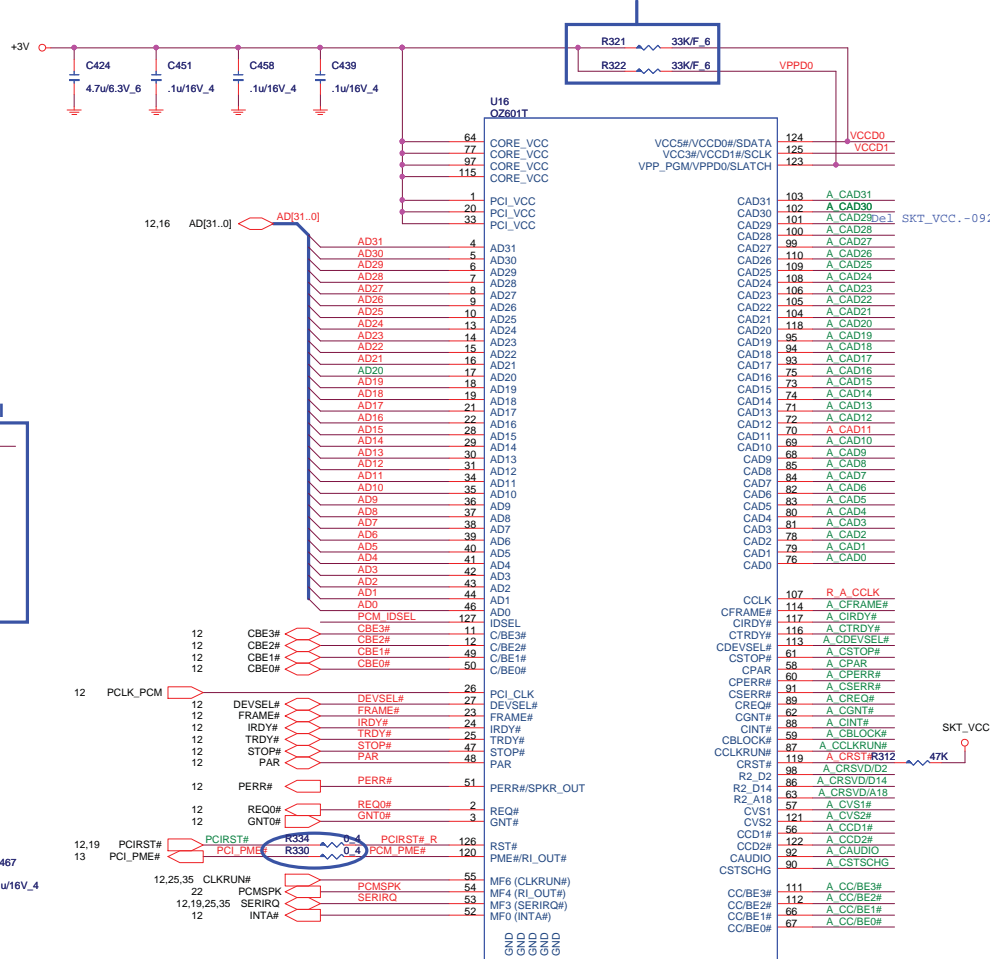 +3V
C424
4.7u/6.3V_6
C451
.1u/16V_4
C458
.1u/16V_4
C439
.1u/16V_4
R321 33K/F_6
R322 33K/F_6 VPPD0
U16
OZ601T
64 CORE_VCC
77 CORE_VCC
97 CORE_VCC
115 CORE_VCC
1 PCI_VCC
20 PCI_VCC
33 PCI_VCC
12,16 AD[31..0] AD[31..0]
AD31 4 AD31
AD30 5 AD30
AD29 6 AD29
AD28 7 AD28
AD27 8 AD27
AD26 9 AD26
AD25 10 AD25
AD24 13 AD24
AD23 14 AD23
AD22 15 AD22
AD21 16 AD21
AD20 17 AD20
AD19 18 AD19
AD18 19 AD18
AD17 21 AD17
AD16 22 AD16
AD15 28 AD15
AD14 29 AD14
AD13 30 AD13
AD12 31 AD12
AD11 34 AD11
AD10 35 AD10
AD9 36 AD9
AD8 37 AD8
AD7 38 AD7
AD6 39 AD6
AD5 40 AD5
AD4 41 AD4
AD3 42 AD3
AD2 43 AD2
AD1 44 AD1
AD0 46 AD0
PCM_IDSEL 127 IDSEL
12 CBE3# CBE3# 11 C/BE3#
12 CBE2# CBE2# 12 C/BE2#
12 CBE1# CBE1# 49 C/BE1#
12 CBE0# CBE0# 50 C/BE0#
12 PCLK_PCM 26 PCI_CLK
12 DEVSEL# DEVSEL# 27 DEVSEL#
12 FRAME# FRAME# 23 FRAME#
12 IRDY# IRDY# 24 IRDY#
12 TRDY# TRDY# 25 TRDY#
12 STOP# STOP# 47 STOP#
12 PAR PAR 48 PAR
12 PERR# PERR# 51 PERR#/SPKR_OUT
12 REQ0# REQ0# 2 REQ#
12 GNT0# GNT0# 3 GNT#
12,19 PCIRST# PCIRST# R334 0_4 PCIRST#_R 126 RST#
13 PCI_PME# PCI_PME# R330 0_4 PCM_PME# 120 PME#/RI_OUT#
12,25,35 CLKRUN# 55 MF6 (CLKRUN#)
22 PCMSPK PCMSPK 54 MF4 (RI_OUT#)
12,19,25,35 SERIRQ SERIRQ 53 MF3 (SERIRQ#)
12 INTA# 52 MF0 (INTA#)
GND GND GND GND GND
467
u/16V_4
VCC5#/VCCD0#/SDATA 124 VCCD0
VCC3#/VCCD1#/SCLK 125 VCCD1
VPP_PGM/VPPD0/SLATCH 123
CAD31 103 A_CAD31
CAD30 102 A_CAD30
CAD29 101 A_CAD29 Del SKT_VCC.-092
CAD28 100 A_CAD28
CAD27 99 A_CAD27
CAD26 110 A_CAD26
CAD25 109 A_CAD25
CAD24 108 A_CAD24
CAD23 106 A_CAD23
CAD22 105 A_CAD22
CAD21 104 A_CAD21
CAD20 118 A_CAD20
CAD19 95 A_CAD19
CAD18 94 A_CAD18
CAD17 93 A_CAD17
CAD16 75 A_CAD16
CAD15 73 A_CAD15
CAD14 74 A_CAD14
CAD13 71 A_CAD13
CAD12 72 A_CAD12
CAD11 70 A_CAD11
CAD10 69 A_CAD10
CAD9 68 A_CAD9
CAD8 85 A_CAD8
CAD7 84 A_CAD7
CAD6 82 A_CAD6
CAD5 83 A_CAD5
CAD4 80 A_CAD4
CAD3 81 A_CAD3
CAD2 78 A_CAD2
CAD1 79 A_CAD1
CAD0 76 A_CAD0
CCLK 107 R_A_CCLK
CFRAME# 114 A_CFRAME#
CIRDY# 117 A_CIRDY#
CTRDY# 116 A_CTRDY#
CDEVSEL# 113 A_CDEVSEL#
CSTOP# 61 A_CSTOP#
CPAR 58 A_CPAR
CPERR# 60 A_CPERR#
CSERR# 91 A_CSERR#
CREQ# 89 A_CREQ#
CGNT# 62 A_CGNT#
CINT# 88 A_CINT#
CBLOCK# 59 A_CBLOCK#
CCLKRUN# 87 A_CCLKRUN#
SKT_VCC
CRST# 119 A_CRST# R312 47K
R2_D2 98 A_CRSVD/D2
R2_D14 86 A_CRSVD/D14
R2_A18 63 A_CRSVD/A18
CVS1 57 A_CVS1#
CVS2 121 A_CVS2#
CCD1# 56 A_CCD1#
CCD2# 122 A_CCD2#
CAUDIO 92 A_CAUDIO
CSTSCHG 90 A_CSTSCHG
CC/BE3# 111 A_CC/BE3#
CC/BE2# 112 A_CC/BE2#
CC/BE1# 66 A_CC/BE1#
CC/BE0# 67 A_CC/BE0#